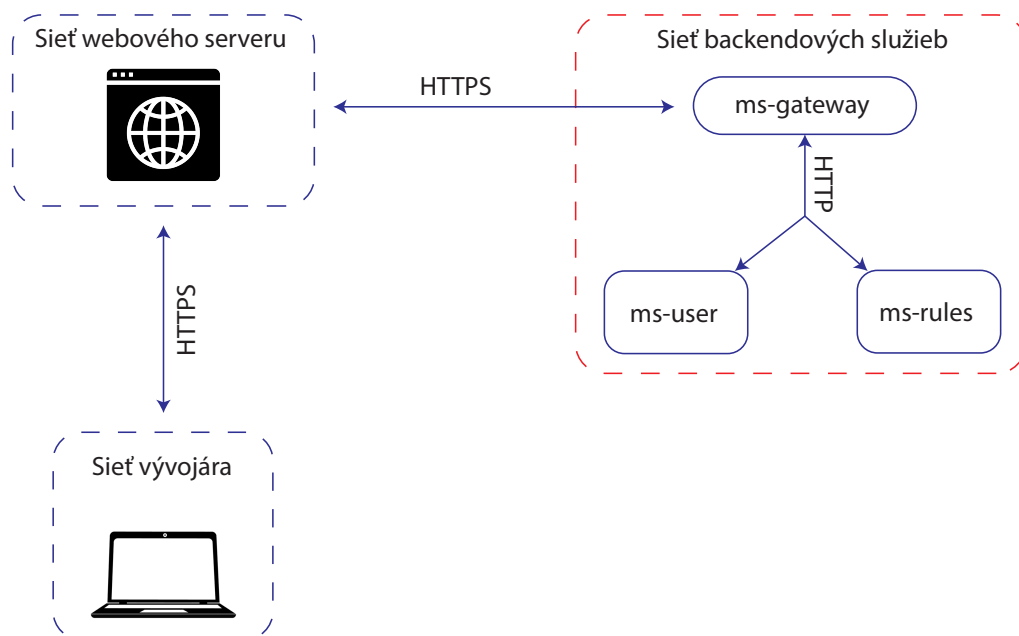 Sieť webového serveru
HTTPS
Sieť backendových služieb
ms-gateway
HTTP
ms-user
ms-rules
HTTPS
Sieť vývojára